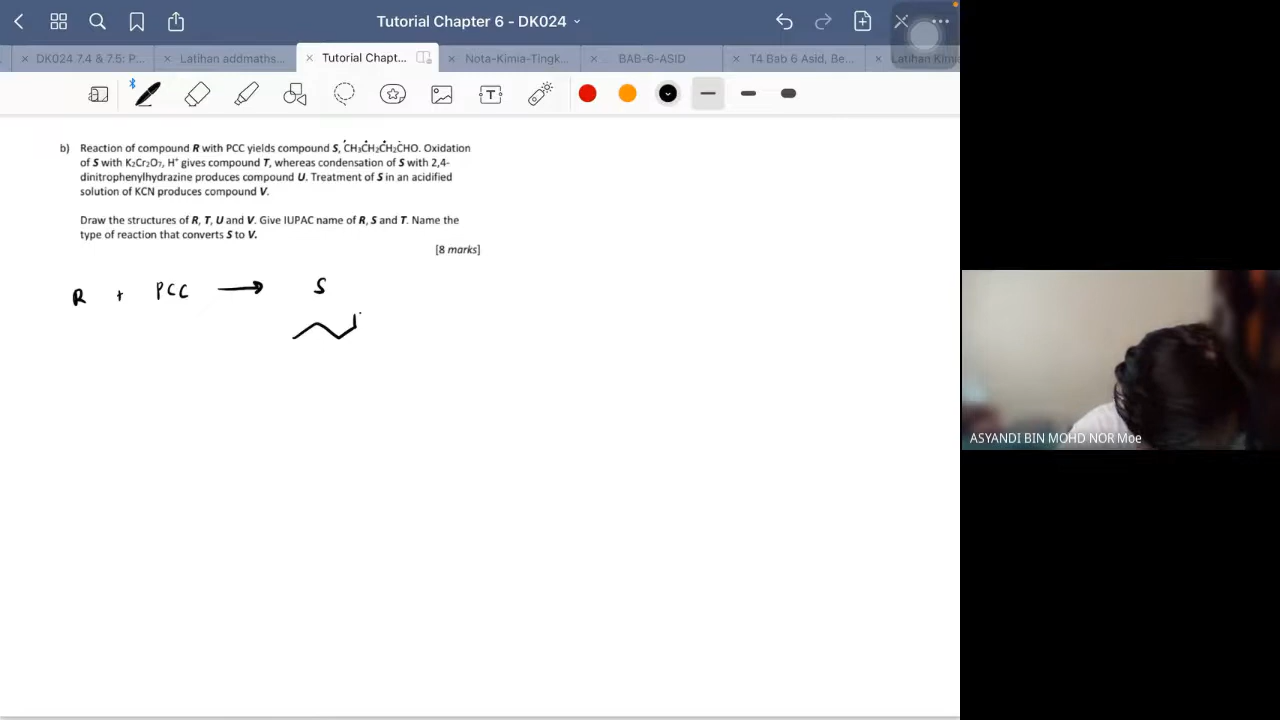 Tutorial Chapter 6 - DK024
DK024 7.4 & 7.5: P...
Latihan addmaths...
Tutorial Chapt...
Nota-Kimia-Tingk...
BAB-6-ASID
T4 Bab 6 Asid, Be...
Latihan Kimi
b) Reaction of compound R with PCC yields compound S, CH₃CH₂CH₂CHO. Oxidation
of S with K₂Cr₂O₇, H⁺ gives compound T, whereas condensation of S with 2,4-
dinitrophenylhydrazine produces compound U. Treatment of S in an acidified
solution of KCN produces compound V.
Draw the structures of R, T, U and V. Give IUPAC name of R, S and T. Name the
type of reaction that converts S to V.
[8 marks]
R + PCC → S
ASYANDI BIN MOHD NOR Moe